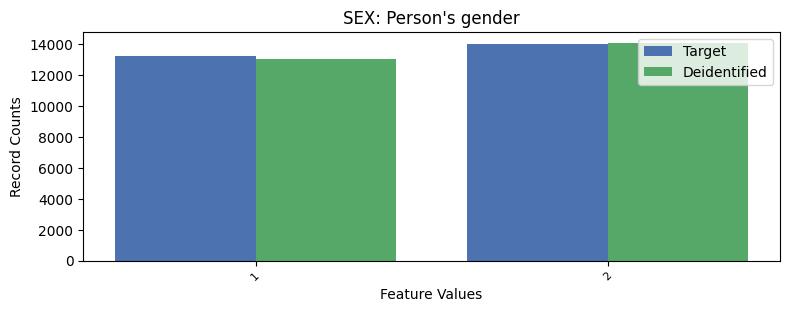 SEX: Person's gender
Target
Deidentified
14000
12000
10000
8000
6000
4000
2000
0
Record Counts
1
2
Feature Values